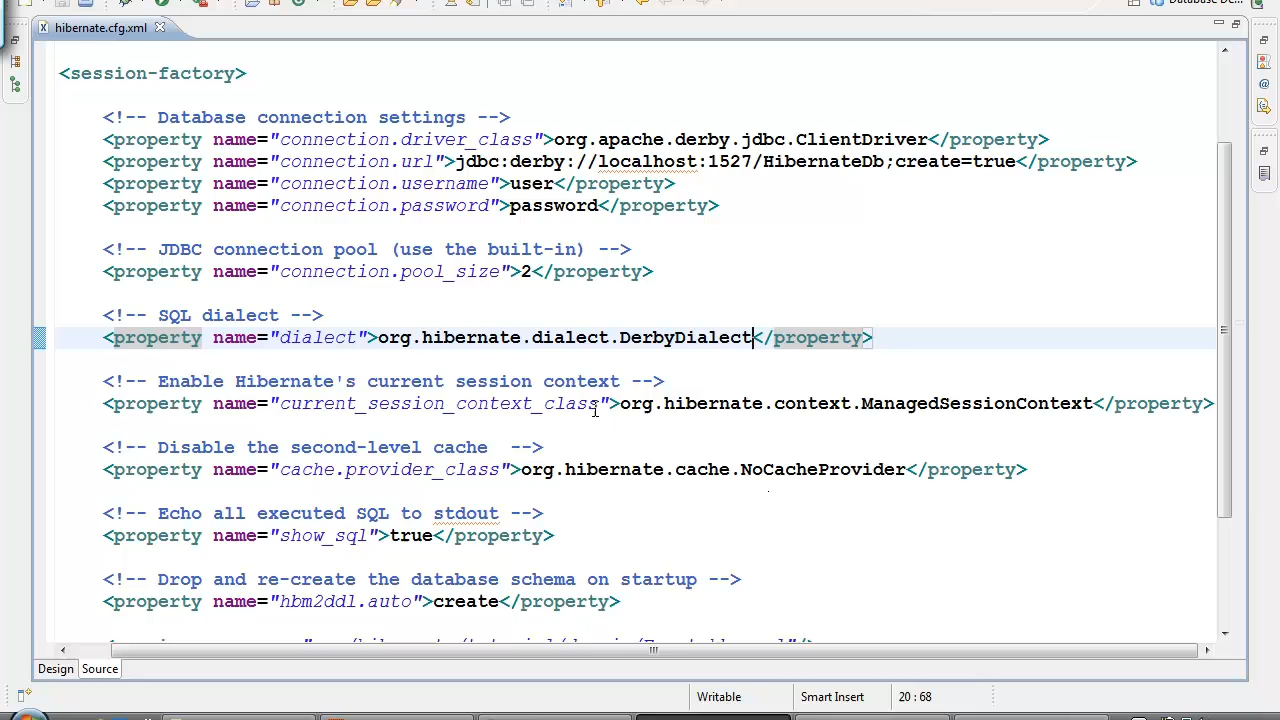 Database De...
hibernate.cfg.xml
<session-factory>
<!-- Database connection settings -->
<property name="connection.driver_class">org.apache.derby.jdbc.ClientDriver</property>
<property name="connection.url">jdbc:derby://localhost:1527/HibernateDb;create=true</property>
<property name="connection.username">user</property>
<property name="connection.password">password</property>
<!-- JDBC connection pool (use the built-in) -->
<property name="connection.pool_size">2</property>
<!-- SQL dialect -->
<property name="dialect">org.hibernate.dialect.DerbyDialect</property>
<!-- Enable Hibernate's current session context -->
<property name="current_session_context_class">org.hibernate.context.ManagedSessionContext</property>
<!-- Disable the second-level cache  -->
<property name="cache.provider_class">org.hibernate.cache.NoCacheProvider</property>
<!-- Echo all executed SQL to stdout -->
<property name="show_sql">true</property>
<!-- Drop and re-create the database schema on startup -->
<property name="hbm2ddl.auto">create</property>
Design Source
Writable Smart Insert 20 : 68